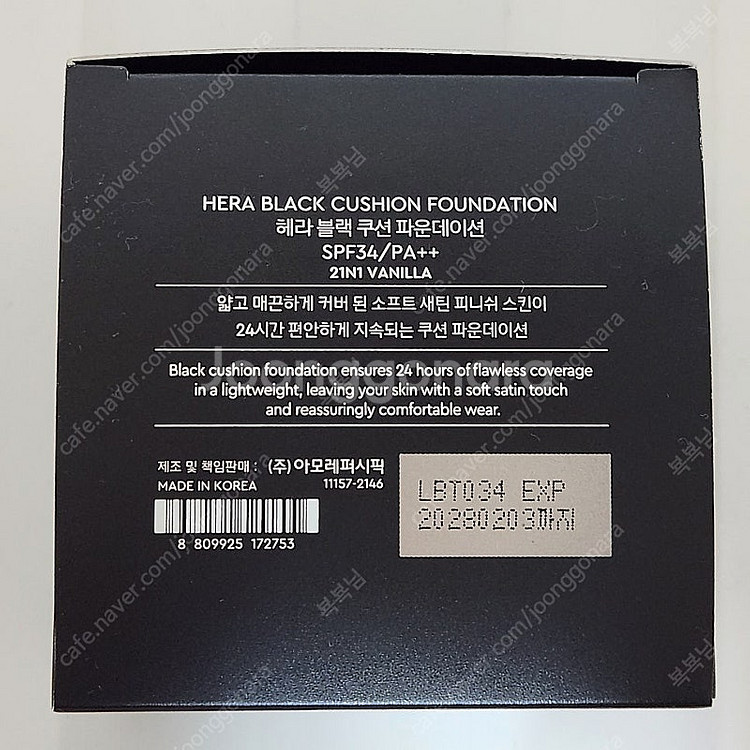 HERA BLACK CUSHION FOUNDATION
헤라 블랙 쿠션 파운데이션
SPF34/PA++
21N1 VANILLA
얇고 매끈하게 커버 된 소프트 새틴 피니쉬 스킨이
24시간 편안하게 지속되는 쿠션 파운데이션
Black cushion foundation ensures 24 hours of flawless coverage
in a lightweight, leaving your skin with a soft satin touch
and reassuringly comfortable wear.
제조 및 책임판매 : (주)아모레퍼시픽
MADE IN KOREA 11157-2146
8 809925 172753
LBT034 EXP
20280203까지
Joonggonara
cafe.naver.com/joonggonara
복복님